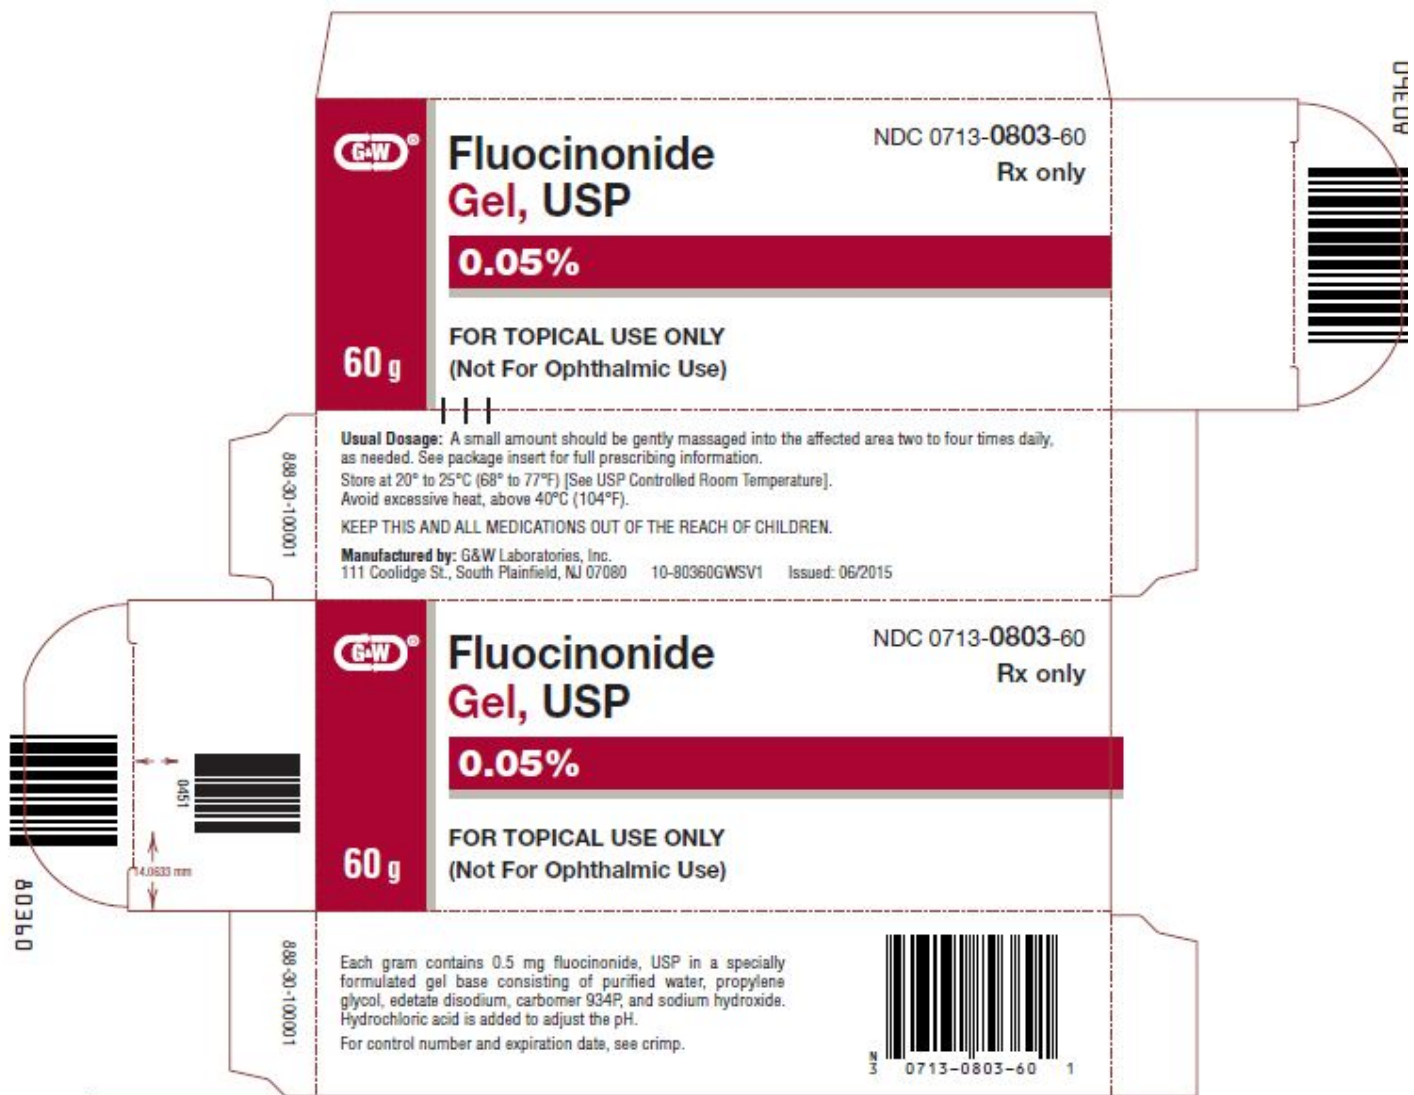 G&W®
Fluocinonide
Gel, USP
NDC 0713-0803-60
Rx only
0.05%
FOR TOPICAL USE ONLY
(Not For Ophthalmic Use)
60 g
80360
Usual Dosage: A small amount should be gently massaged into the affected area two to four times daily,
as needed. See package insert for full prescribing information.
Store at 20° to 25°C (68° to 77°F) [See USP Controlled Room Temperature].
Avoid excessive heat, above 40°C (104°F).
KEEP THIS AND ALL MEDICATIONS OUT OF THE REACH OF CHILDREN.
Manufactured by: G&W Laboratories, Inc.
111 Coolidge St., South Plainfield, NJ 07080 10-80360GWSV1 Issued: 06/2015
888-30-100001
G&W®
Fluocinonide
Gel, USP
NDC 0713-0803-60
Rx only
0.05%
FOR TOPICAL USE ONLY
(Not For Ophthalmic Use)
60 g
0451
14.0633 mm
80360
888-30-100001
Each gram contains 0.5 mg fluocinonide, USP in a specially
formulated gel base consisting of purified water, propylene
glycol, edetate disodium, carbomer 934P, and sodium hydroxide.
Hydrochloric acid is added to adjust the pH.
For control number and expiration date, see crimp.
N
3 0713-0803-60 1